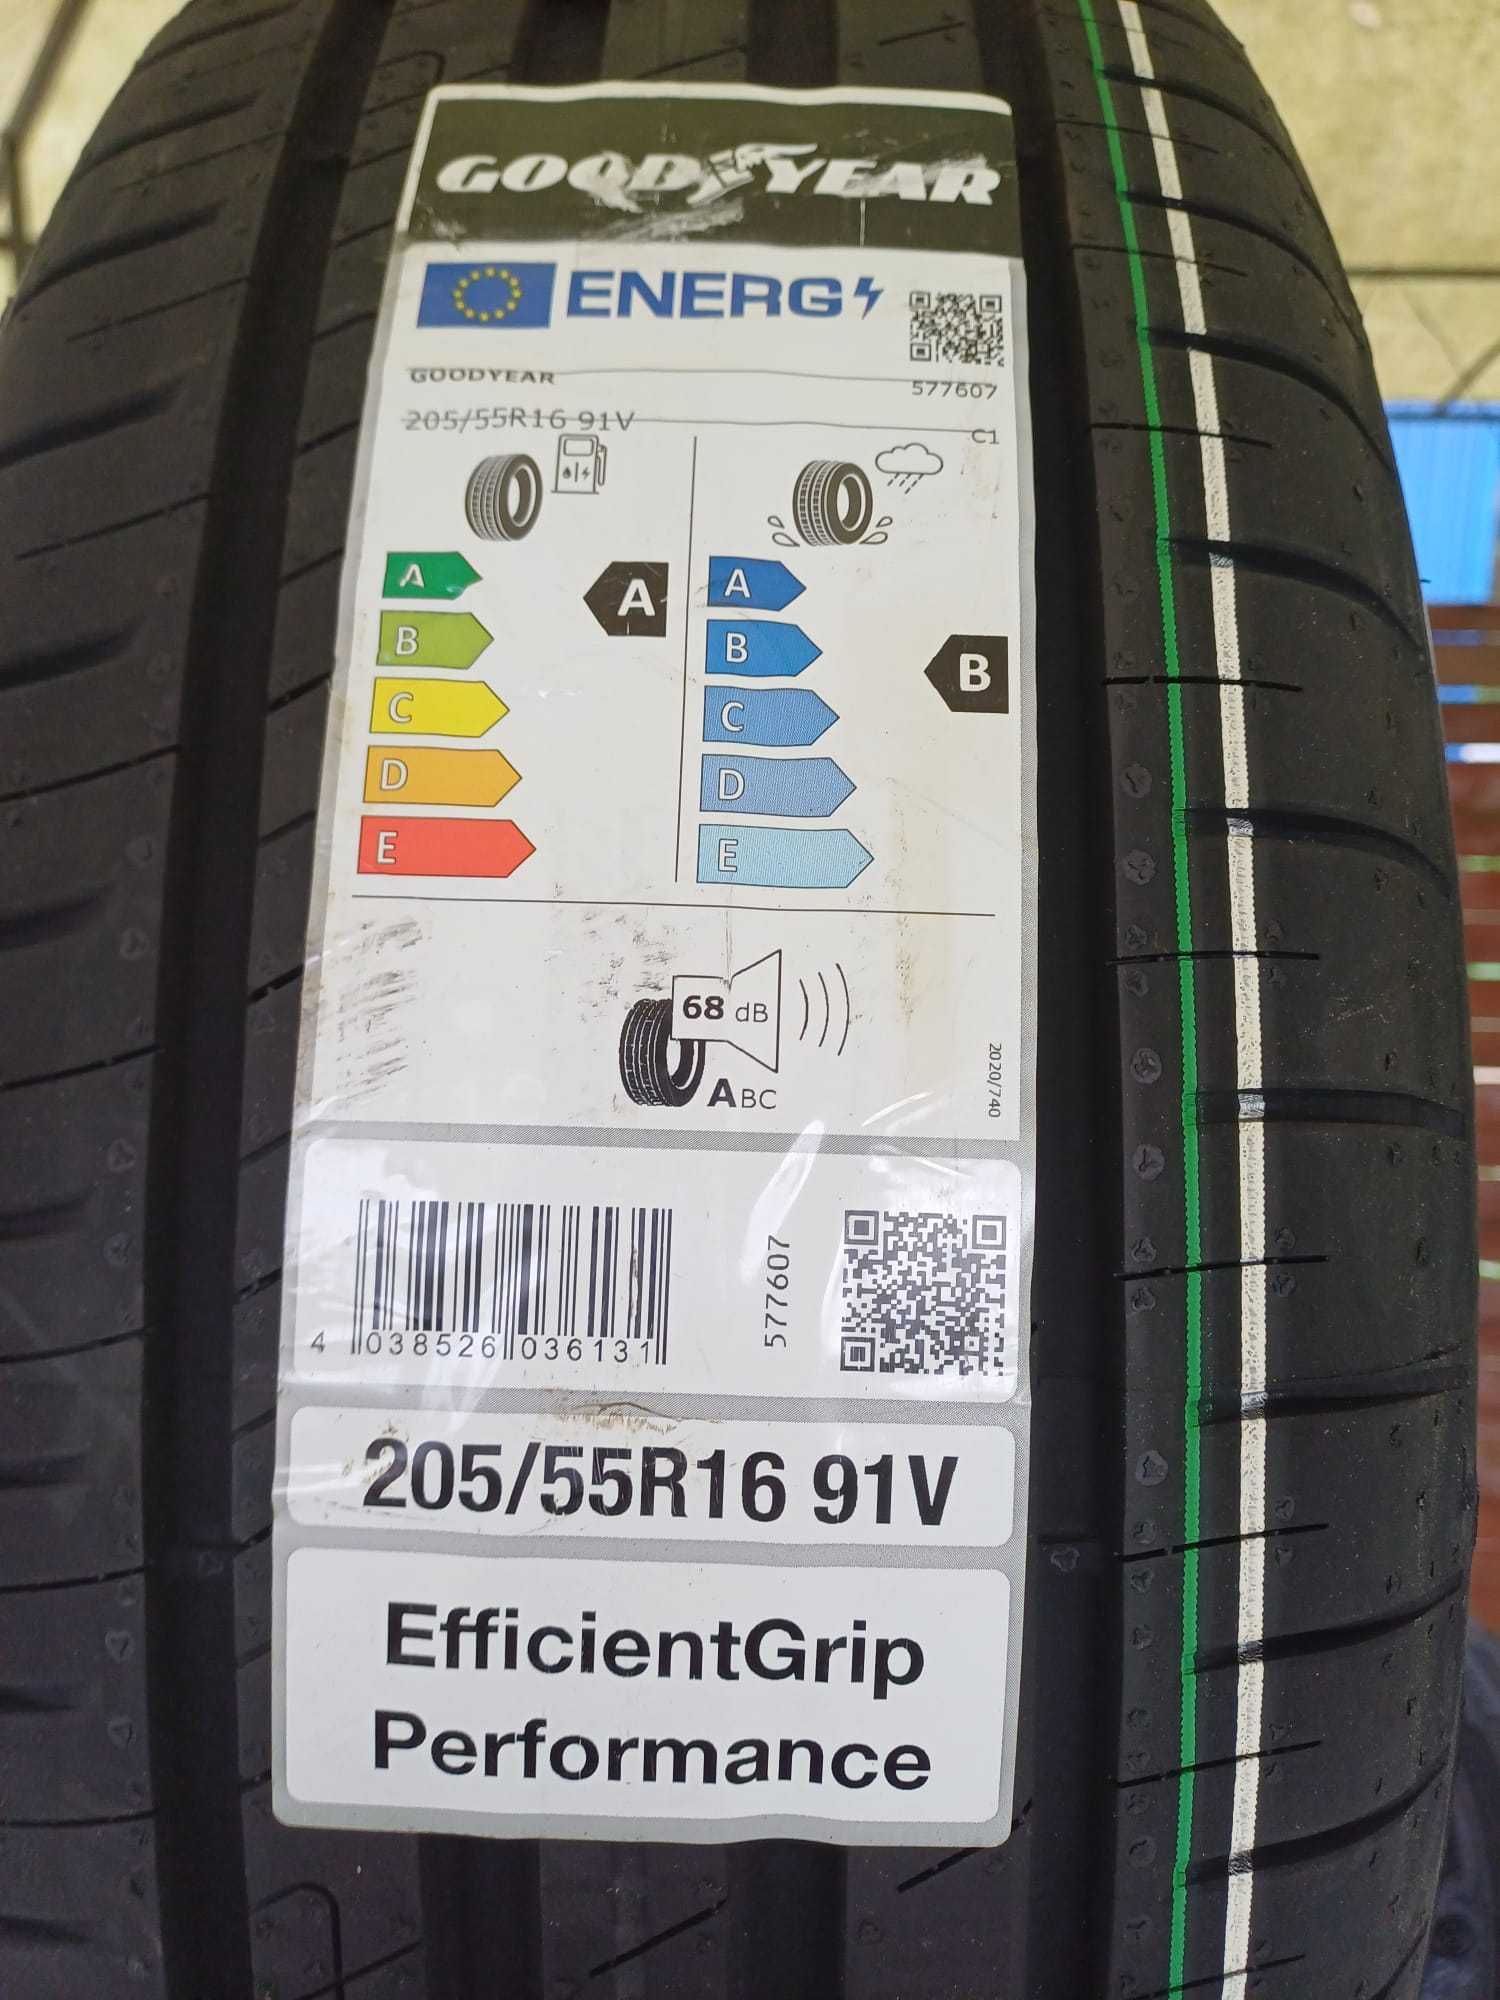 GOODYEAR
ENERG
GOODYEAR
577607
205/55R16 91V
C1
A
B
C
D
E
A
A
B
C
D
E
B
68 dB
ABC
2020/740
4 038526 036131
577607
205/55R16 91V
EfficientGrip
Performance